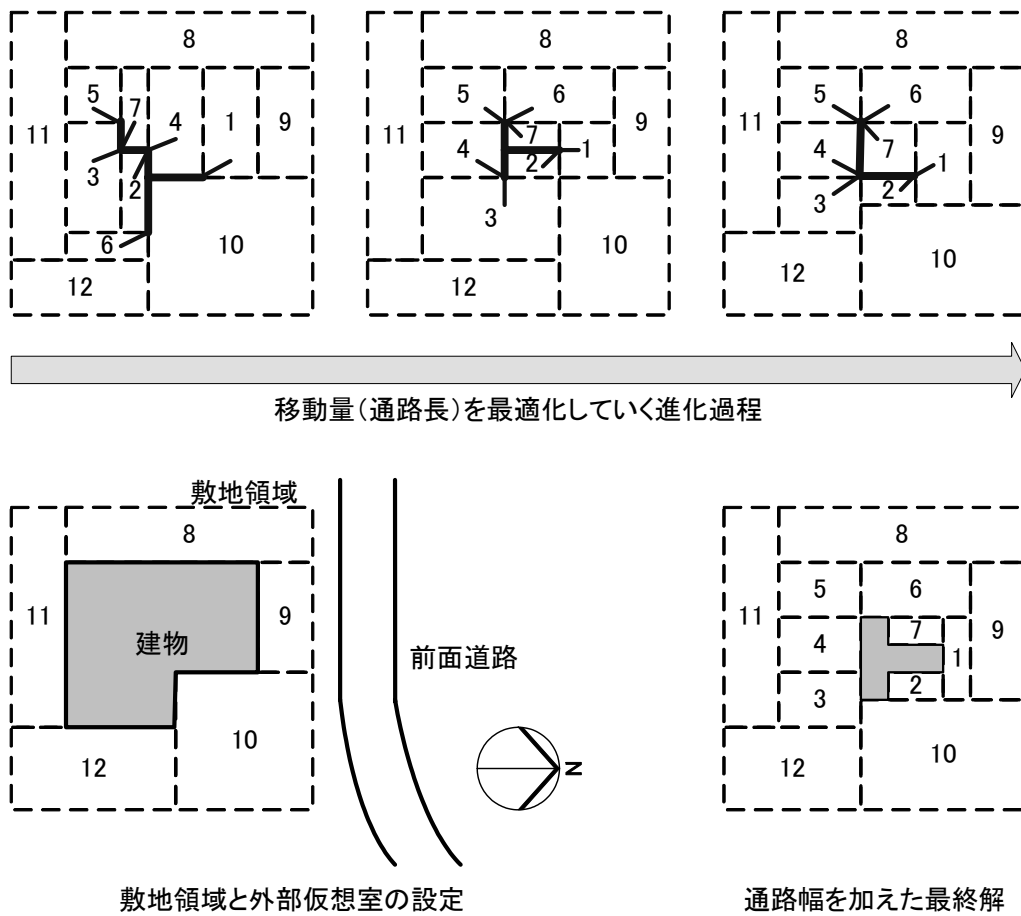 8 8 8
5 7 4 1 9 5 6 9 5 6 9
11 11 11
3 2 4 7 2 1 4 7 1
6 10 3 10 3 2 10
12 12 12
移動量(通路長)を最適化していく進化過程
敷地領域
8 8
11 建物 9 前面道路 11 5 6 9
4 7 1
3 2
12 10 N 12 10
敷地領域と外部仮想室の設定 通路幅を加えた最終解